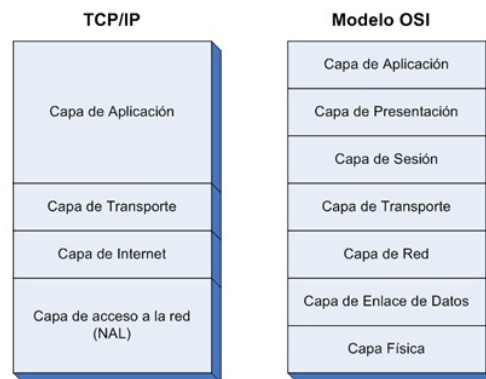 TCP/IP
Capa de Aplicación
Capa de Transporte
Capa de Internet
Capa de acceso a la red
(NAL)
Modelo OSI
Capa de Aplicación
Capa de Presentación
Capa de Sesión
Capa de Transporte
Capa de Red
Capa de Enlace de Datos
Capa Física